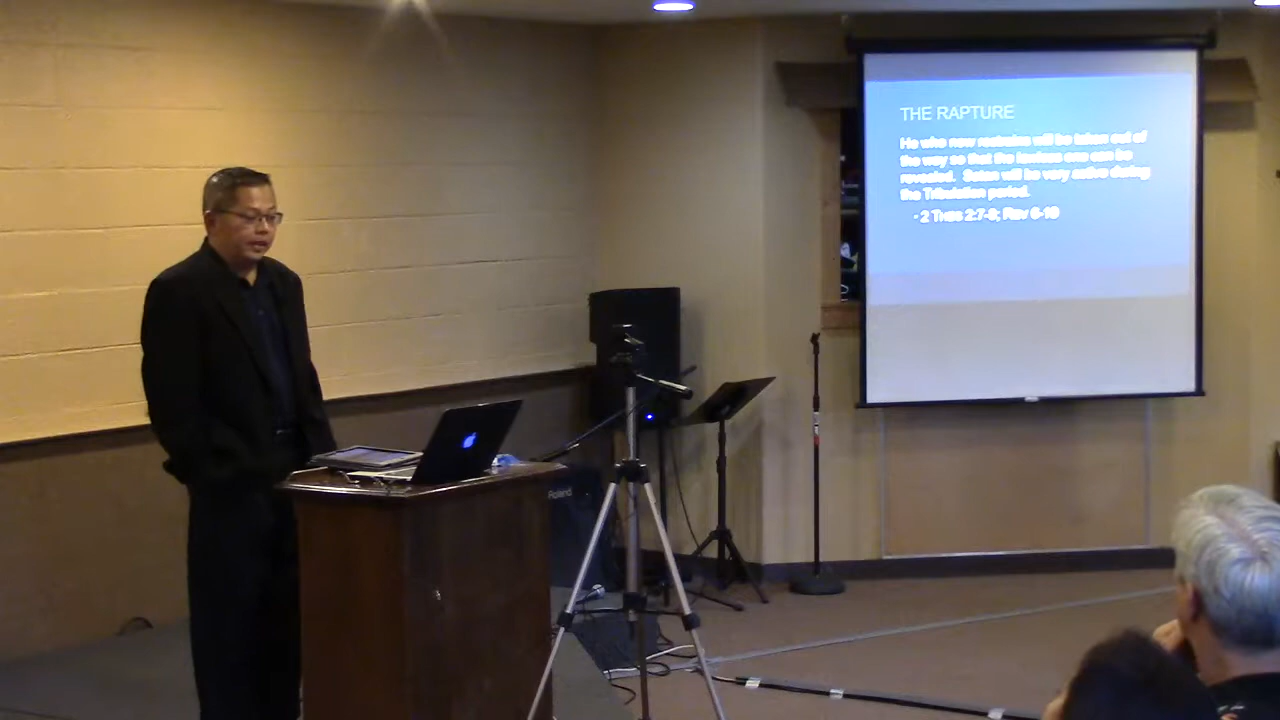 THE RAPTURE
He who now restrains will be taken out of
the way so that the lawless one can be
revealed. Satan will be very active during
the Tribulation period.
• 2 Thes 2:7-8; Rev 6-19
Roland